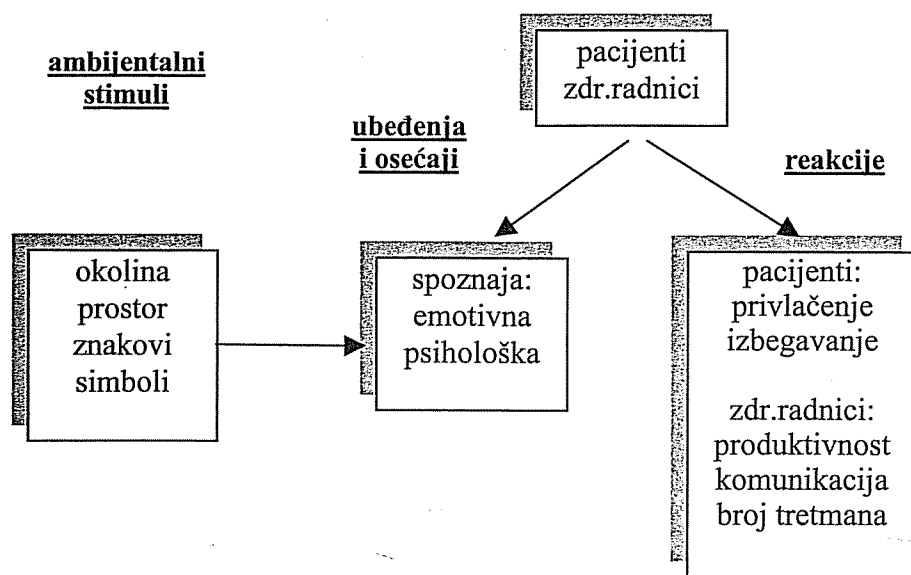 ambijentalni
stimuli
pacijenti
zdr.radnici
ubeđenja
i osećaji
reakcije
okolina
prostor
znakovi
simboli
spoznaja:
emotivna
psihološka
pacijenti:
privlačenje
izbegavanje
zdr.radnici:
produktivnost
komunikacija
broj tretmana